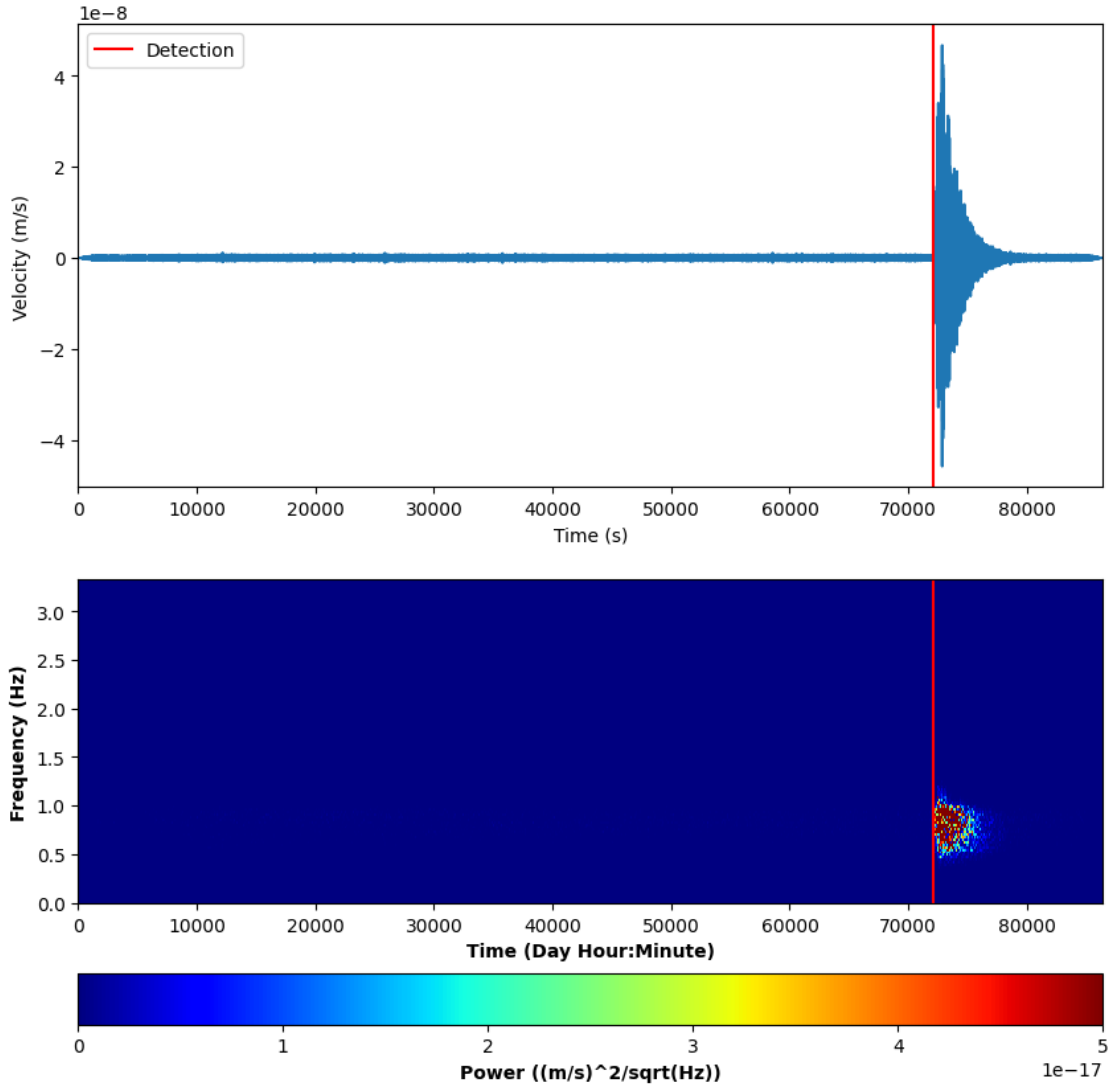 1e−8
Detection
Velocity (m/s)
4
2
0
−2
−4
0 10000 20000 30000 40000 50000 60000 70000 80000
Time (s)
Frequency (Hz)
3.0
2.5
2.0
1.5
1.0
0.5
0.0
0 10000 20000 30000 40000 50000 60000 70000 80000
Time (Day Hour:Minute)
0 1 2 3 4 5
1e−17
Power ((m/s)^2/sqrt(Hz))